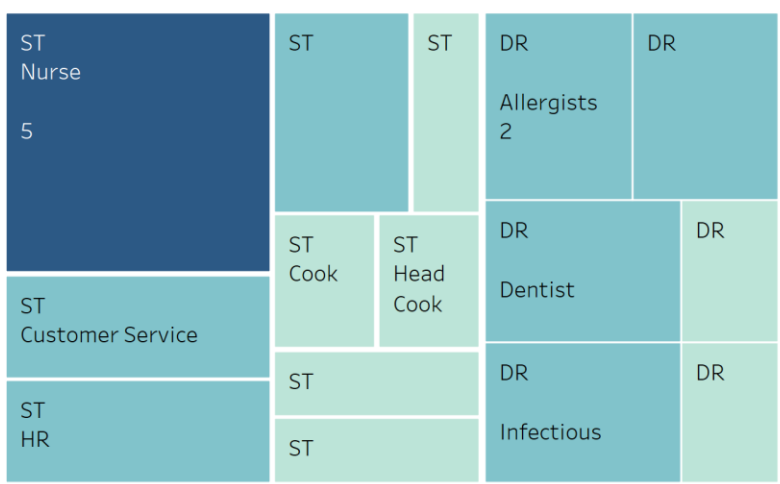 ST
Nurse
5
ST
Customer Service
ST
HR
ST
ST
ST
Cook
ST
Head
Cook
ST
ST
DR
Allergists
2
DR
DR
Dentist
DR
DR
Infectious
DR